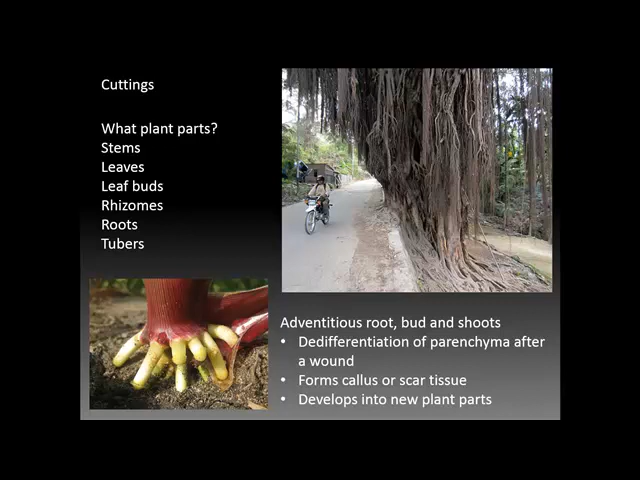 Cuttings
What plant parts?
Stems
Leaves
Leaf buds
Rhizomes
Roots
Tubers
Adventitious root, bud and shoots
• Dedifferentiation of parenchyma after
a wound
• Forms callus or scar tissue
• Develops into new plant parts